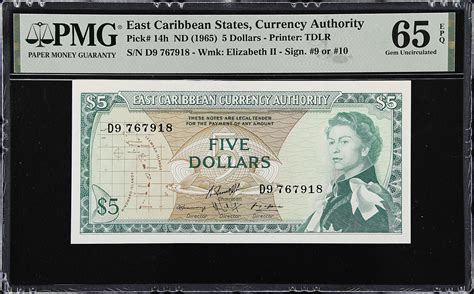 PMG
PAPER MONEY GUARANTY
East Caribbean States, Currency Authority
Pick# 14h ND (1965) 5 Dollars - Printer: TDLR
S/N D9 767918 - Wmk: Elizabeth II - Sign. #9 or #10
65 EPQ
Gem Uncirculated
$5 EAST CARIBBEAN CURRENCY AUTHORITY $5
THESE NOTES ARE LEGAL TENDER
FOR THE PAYMENT OF ANY AMOUNT
D9 767918
FIVE
DOLLARS
D9 767918
Chairman
Director Director Director
$5